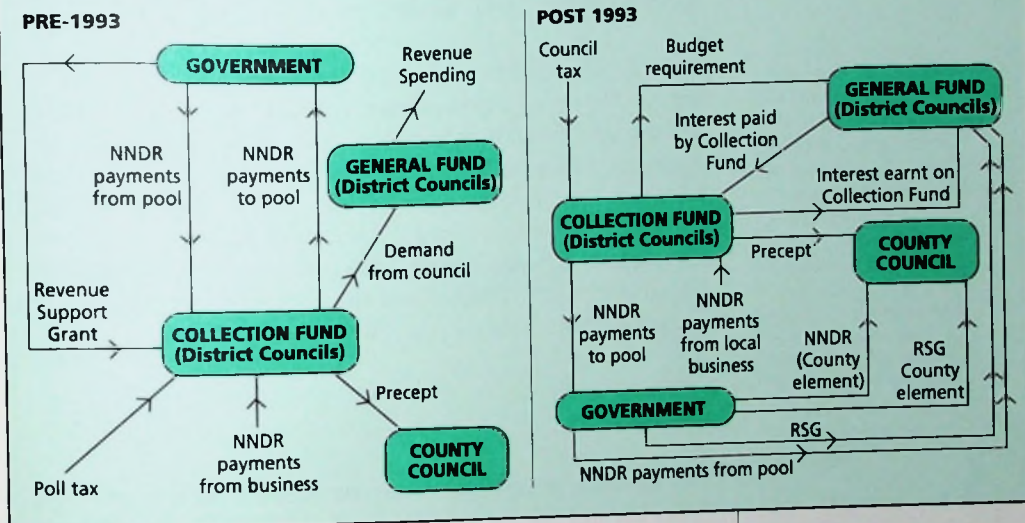 PRE-1993
GOVERNMENT
Revenue
Spending
NNDR
payments
from pool
NNDR
payments
to pool
GENERAL FUND
(District Councils)
Demand
from council
Revenue
Support
Grant
COLLECTION FUND
(District Councils)
Precept
NNDR
payments
from business
COUNTY
COUNCIL
Poll tax
POST 1993
Council
tax
Budget
requirement
GENERAL FUND
(District Councils)
Interest paid
by Collection
Fund
Interest earnt on
Collection Fund
COLLECTION FUND
(District Councils)
Precept
COUNTY
COUNCIL
NNDR
payments
to pool
NNDR
payments
from local
business
NNDR
(County
element)
RSG
County
element
GOVERNMENT
RSG
NNDR payments from pool